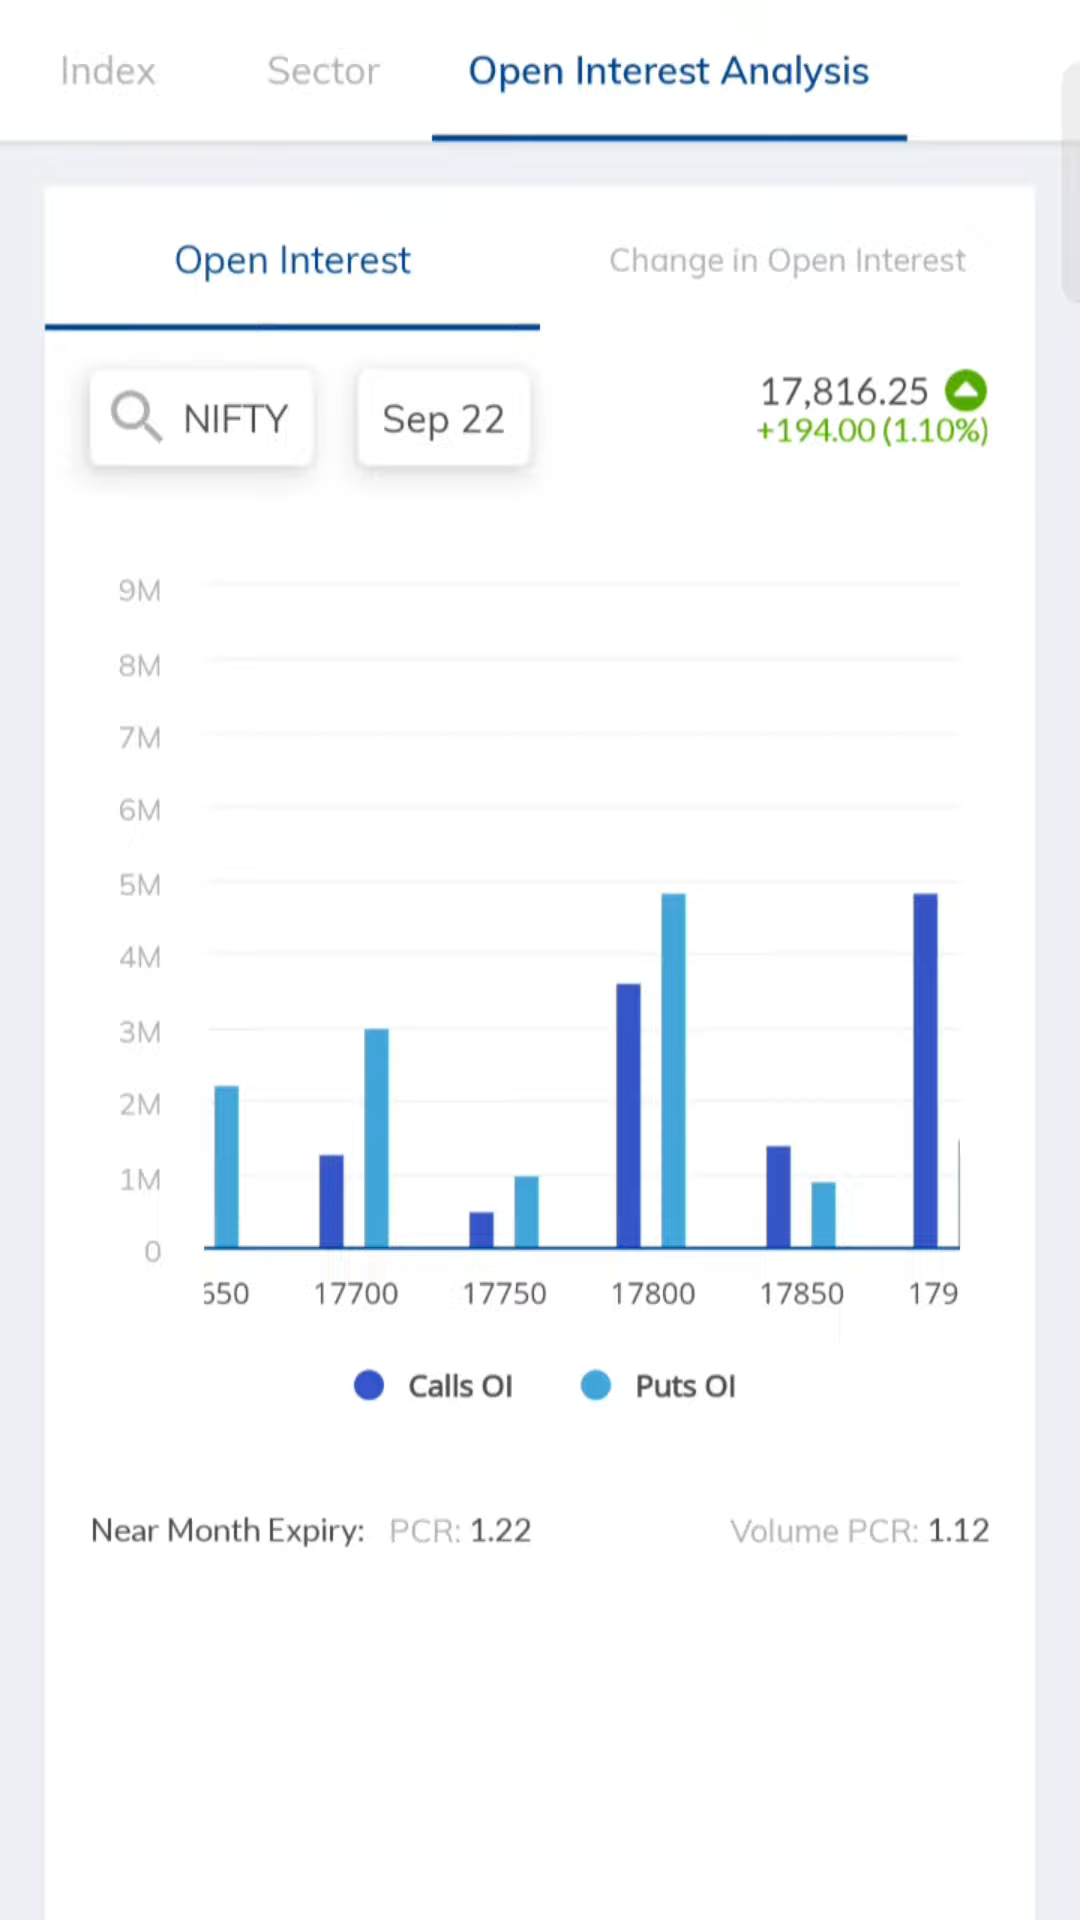 Index Sector Open Interest Analysis
Open Interest Change in Open Interest
NIFTY Sep 22 17,816.25
+194.00 (1.10%)
9M
8M
7M
6M
5M
4M
3M
2M
1M
0
650 17700 17750 17800 17850 179
Calls OI Puts OI
Near Month Expiry: PCR: 1.22 Volume PCR: 1.12